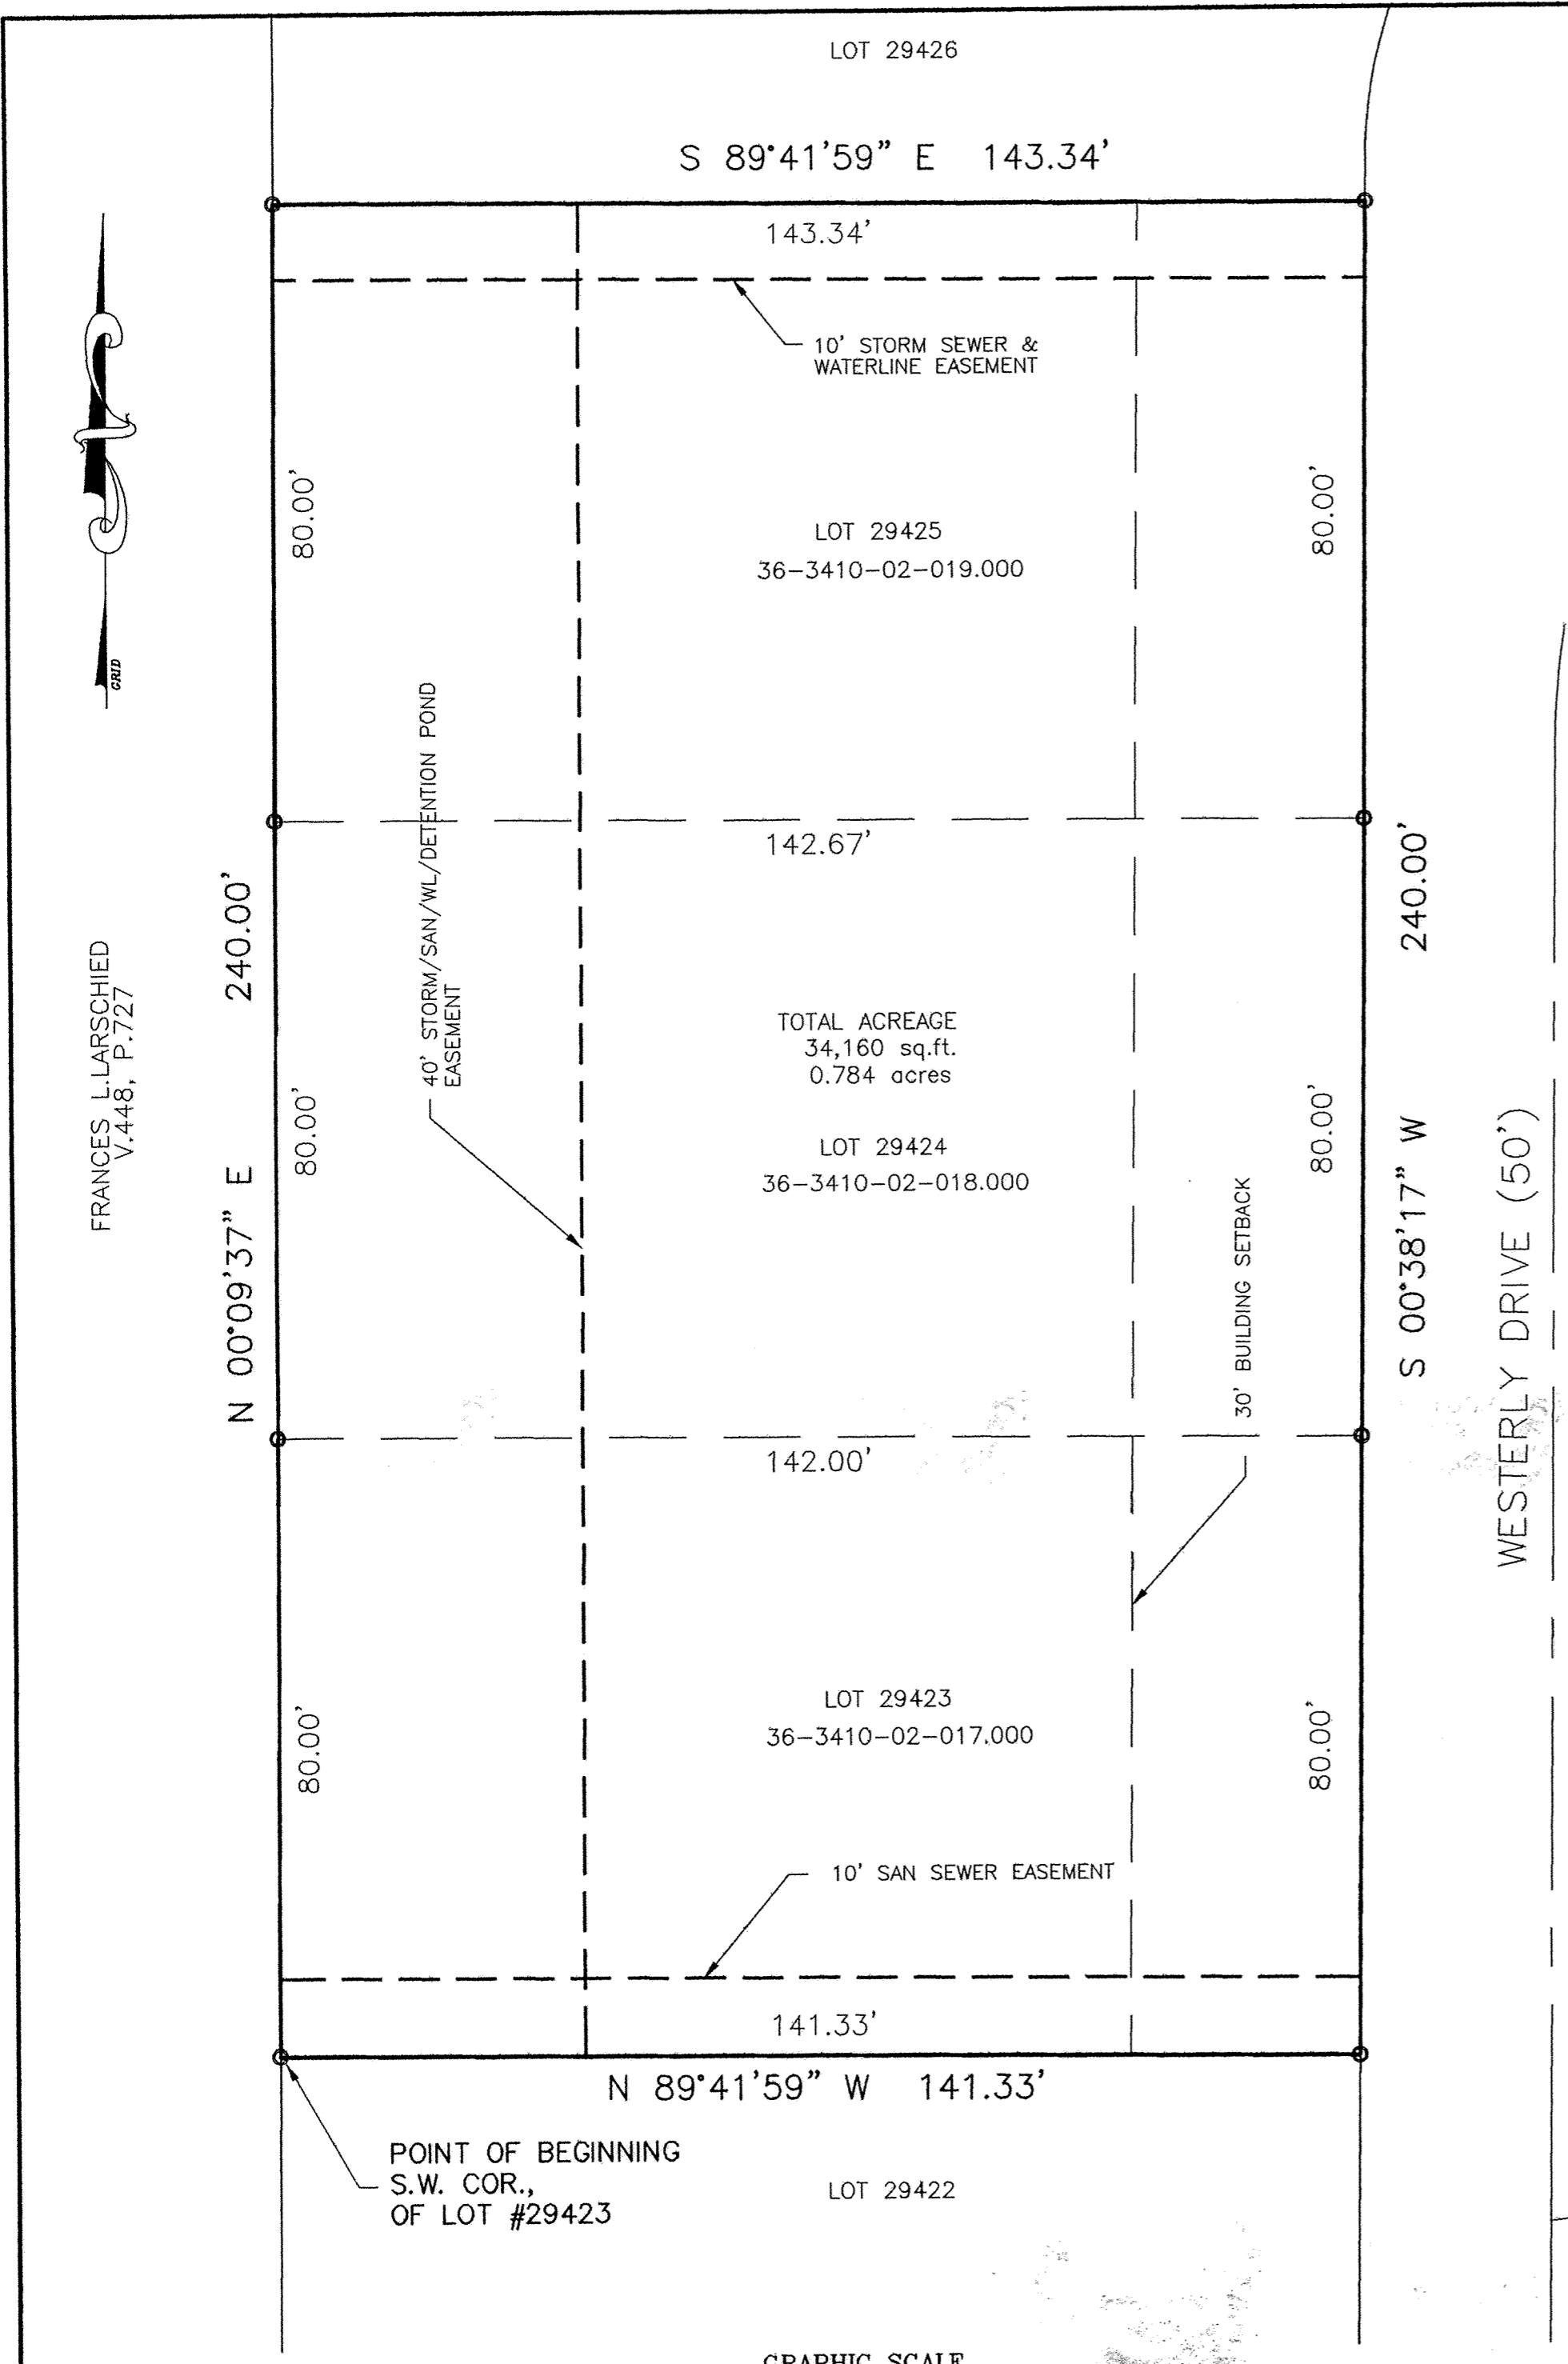 LOT 29426
S 89°41'59" E 143.34'
143.34'
10' STORM SEWER &
WATERLINE EASEMENT
80.00'
80.00'
LOT 29425
36-3410-02-019.000
GRID
40' STORM/SAN/WL/DETENTION POND
EASEMENT
142.67'
FRANCES L.LARSCHIED
V.448, P.727
N 00°09'37" E 240.00'
80.00'
TOTAL ACREAGE
34,160 sq.ft.
0.784 acres
LOT 29424
36-3410-02-018.000
80.00'
S 00°38'17" W 240.00'
WESTERLY DRIVE (50')
30' BUILDING SETBACK
142.00'
80.00'
LOT 29423
36-3410-02-017.000
80.00'
10' SAN SEWER EASEMENT
141.33'
N 89°41'59" W 141.33'
POINT OF BEGINNING
S.W. COR.,
OF LOT #29423
LOT 29422
GRAPHIC SCALE